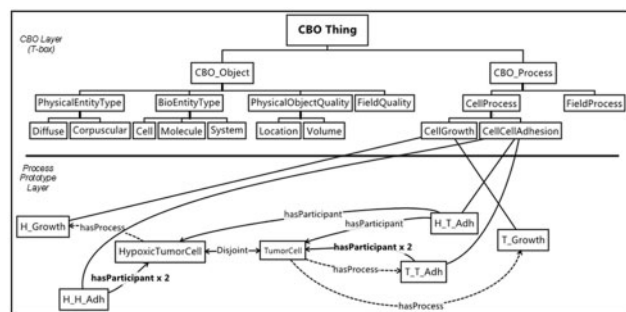 CBO Layer
(T-box)
CBO Thing
CBO_Object
CBO_Process
PhysicalEntityType
BioEntityType
PhysicalObjectQuality
FieldQuality
CellProcess
FieldProcess
Diffuse
Corpuscular
Cell
Molecule
System
Location
Volume
CellGrowth
CellCellAdhesion
Process
Prototype
Layer
hasParticipant
H_Growth
hasProcess
hasParticipant
H_T_Adh
HypoxicTumorCell
Disjoint
TumorCell
hasParticipant x 2
T_Growth
hasParticipant x 2
hasProcess
T_T_Adh
H_H_Adh
hasProcess